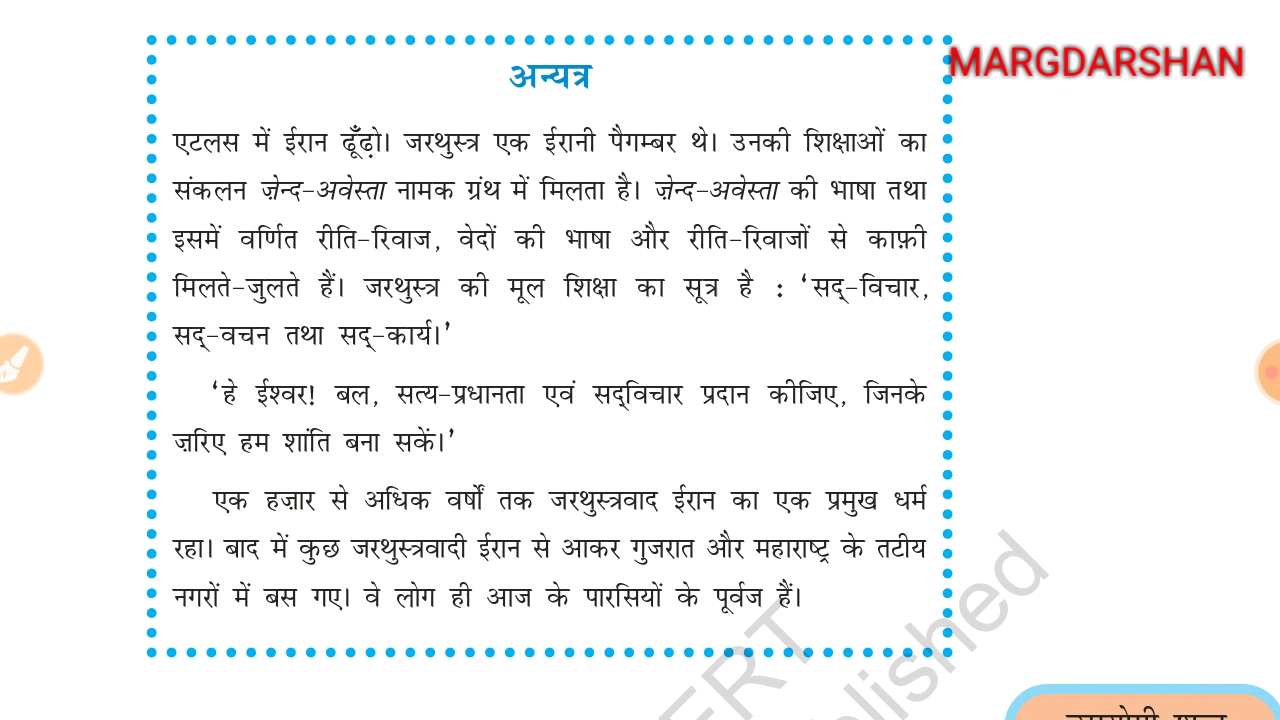 अन्यत्र
MARGDARSHAN
एटलस में ईरान ढूँढ़ो। जरथुस्त्र एक ईरानी पैगम्बर थे। उनकी शिक्षाओं का
संकलन ज़ेन्द-अवेस्ता नामक ग्रंथ में मिलता है। ज़ेन्द-अवेस्ता की भाषा तथा
इसमें वर्णित रीति-रिवाज, वेदों की भाषा और रीति-रिवाजों से काफ़ी
मिलते-जुलते हैं। जरथुस्त्र की मूल शिक्षा का सूत्र है : ‘सद्-विचार,
सद्-वचन तथा सद्-कार्य।’
‘हे ईश्वर! बल, सत्य-प्रधानता एवं सद्‌विचार प्रदान कीजिए, जिनके
ज़रिए हम शांति बना सकें।’
एक हज़ार से अधिक वर्षों तक जरथुस्त्रवाद ईरान का एक प्रमुख धर्म
रहा। बाद में कुछ जरथुस्त्रवादी ईरान से आकर गुजरात और महाराष्ट्र के तटीय
नगरों में बस गए। वे लोग ही आज के पारसियों के पूर्वज हैं।